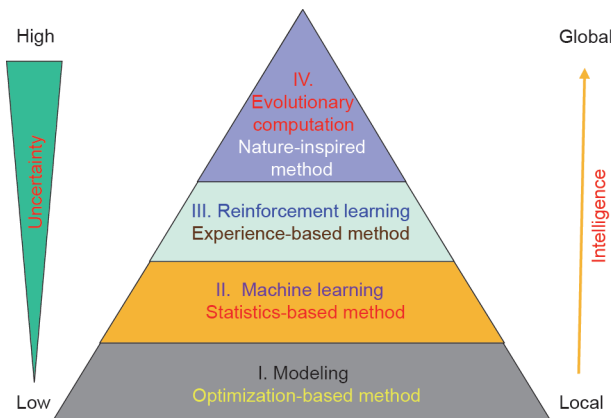 High
Global
IV.
Evolutionary
computation
Nature-inspired
method
Uncertainty
Intelligence
III. Reinforcement learning
Experience-based method
II. Machine learning
Statistics-based method
I. Modeling
Optimization-based method
Low
Local